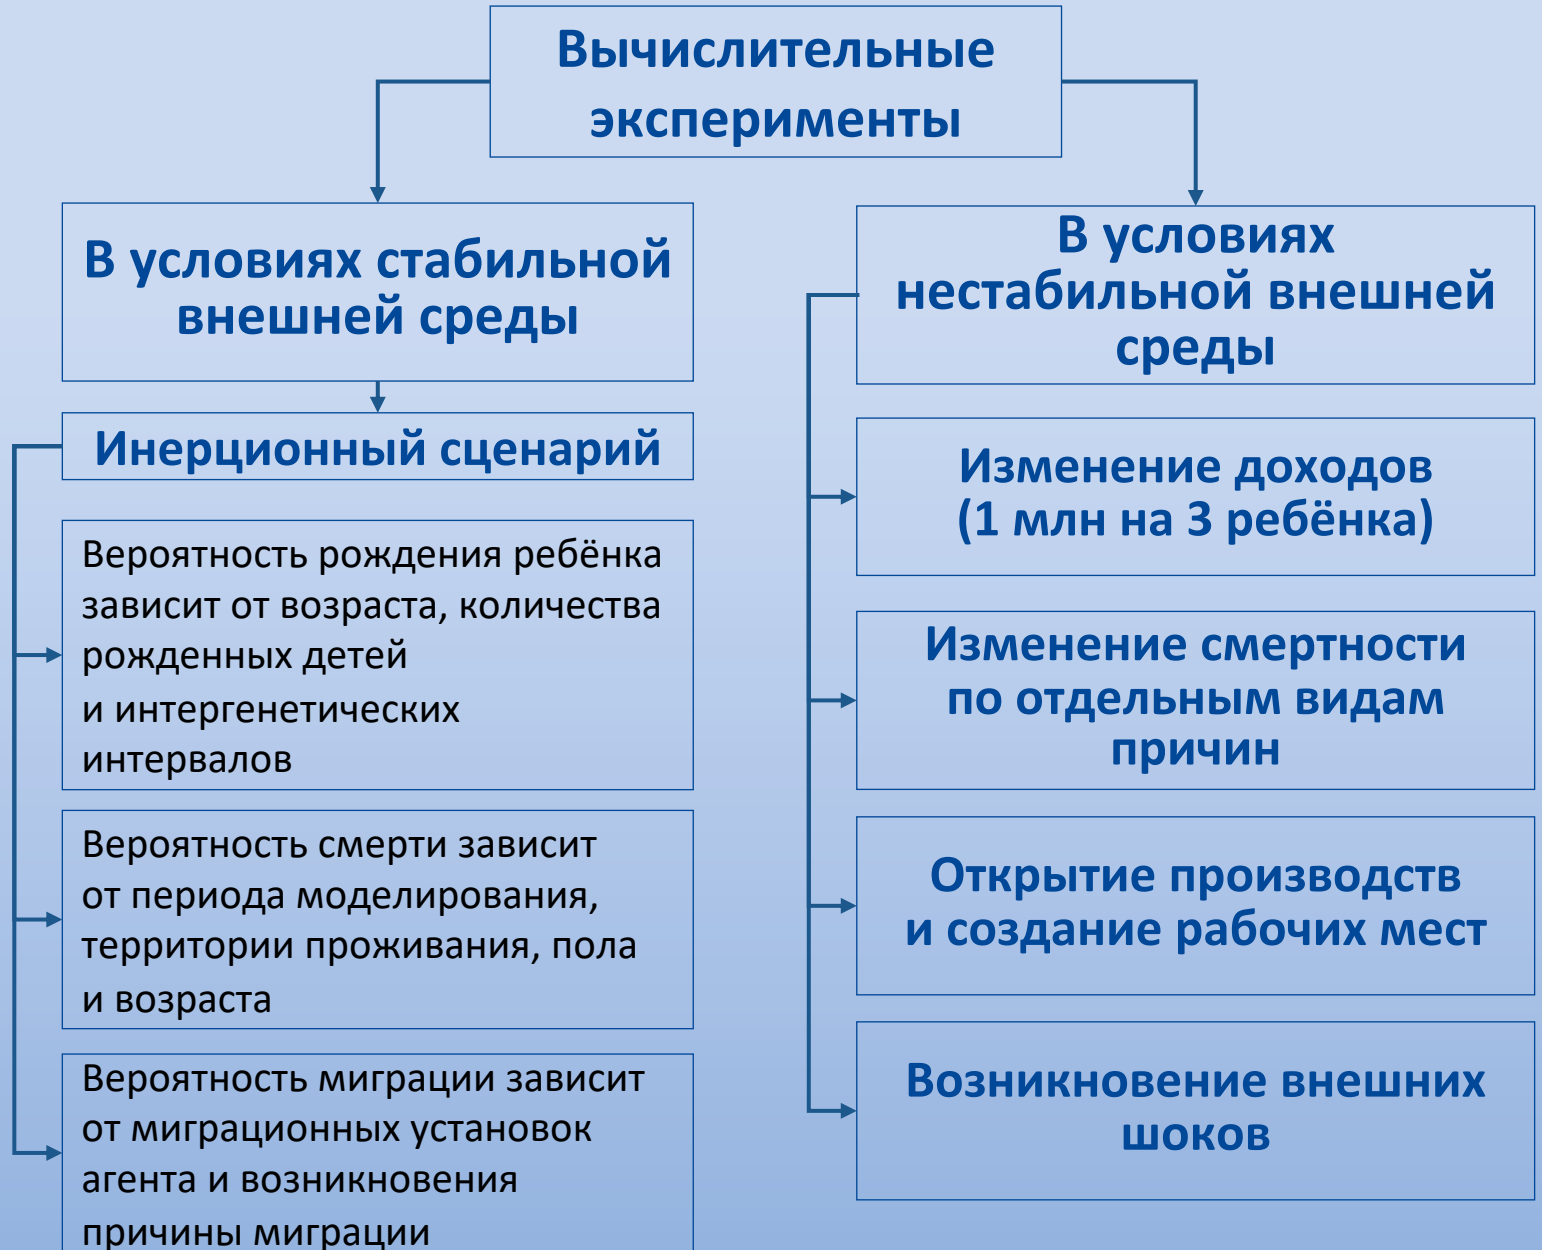 Вычислительные
эксперименты
В условиях стабильной
внешней среды
Инерционный сценарий
Вероятность рождения ребёнка
зависит от возраста, количества
рожденных детей
и интергенетических
интервалов
Вероятность смерти зависит
от периода моделирования,
территории проживания, пола
и возраста
Вероятность миграции зависит
от миграционных установок
агента и возникновения
причины миграции
В условиях
нестабильной внешней
среды
Изменение доходов
(1 млн на 3 ребёнка)
Изменение смертности
по отдельным видам
причин
Открытие производств
и создание рабочих мест
Возникновение внешних
шоков